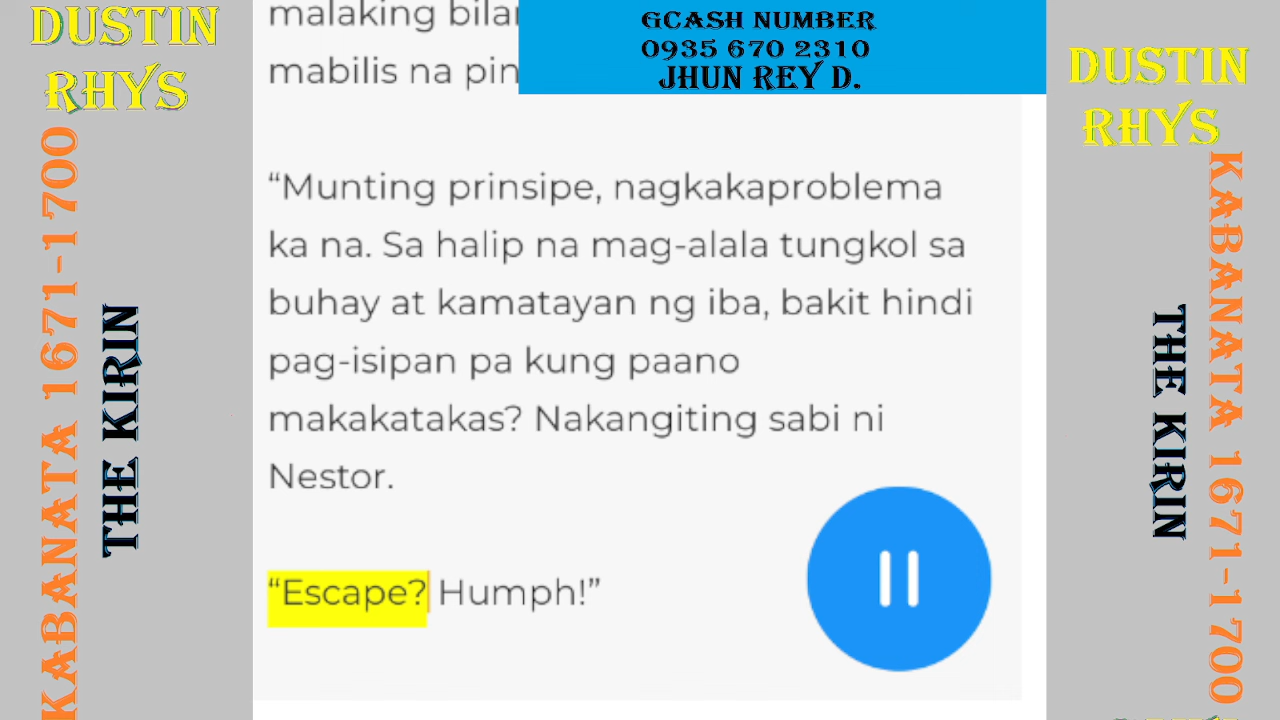 DUSTIN
RHYS
KABANATA 1671-1700
THE KIRIN
malaking
mabilis na
GCASH NUMBER
0935 670 2310
JHUN REY D.
“Munting prinsipe, nagkakaproblema
ka na. Sa halip na mag-alala tungkol sa
buhay at kamatayan ng iba, bakit hindi
pag-isipan pa kung paano
makakatakas? Nakangiting sabi ni
Nestor.
“Escape? Humph!”
DUSTIN
RHYS
THE KIRIN
KABANATA 1671-1700